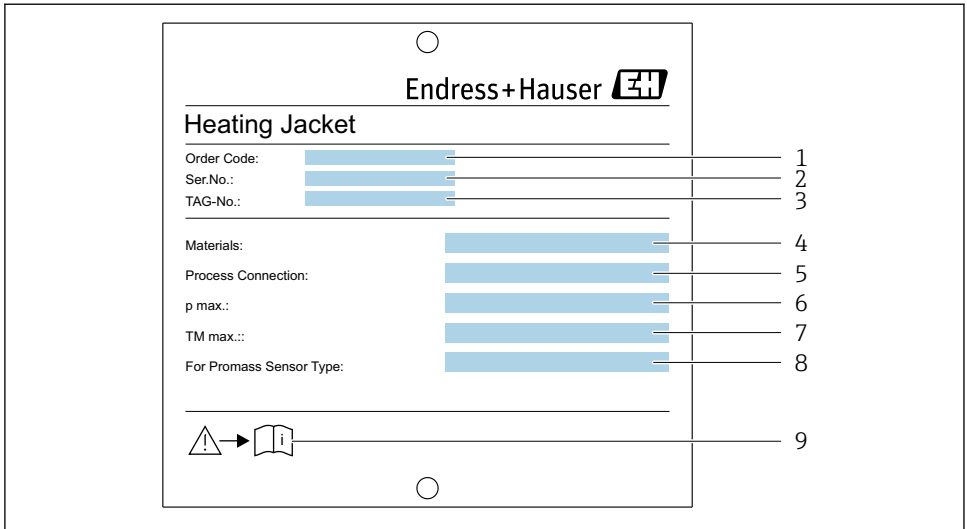 Endress+Hauser EH
Heating Jacket
Order Code: 1
Ser.No.: 2
TAG-No.: 3
Materials: 4
Process Connection: 5
p max.: 6
TM max.:: 7
For Promass Sensor Type: 8
i 9